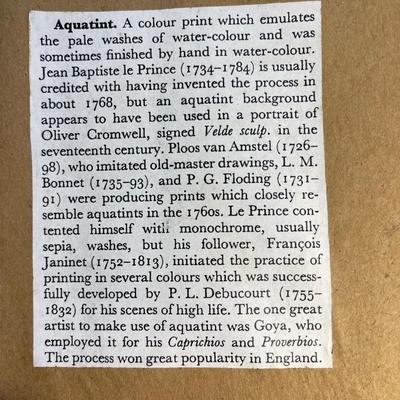 Aquatint. A colour print which emulates
the pale washes of water-colour and was
sometimes finished by hand in water-colour.
Jean Baptiste le Prince (1734–1784) is usually
credited with having invented the process in
about 1768, but an aquatint background
appears to have been used in a portrait of
Oliver Cromwell, signed Velde sculp. in the
seventeenth century. Ploos van Amstel (1726–
98), who imitated old-master drawings, L. M.
Bonnet (1735–93), and P. G. Floding (1731–
91) were producing prints which closely re-
semble aquatints in the 1760s. Le Prince con-
tented himself with monochrome, usually
sepia, washes, but his follower, François
Janinet (1752–1813), initiated the practice of
printing in several colours which was success-
fully developed by P. L. Debucourt (1755–
1832) for his scenes of high life. The one great
artist to make use of aquatint was Goya, who
employed it for his Caprichios and Proverbios.
The process won great popularity in England.